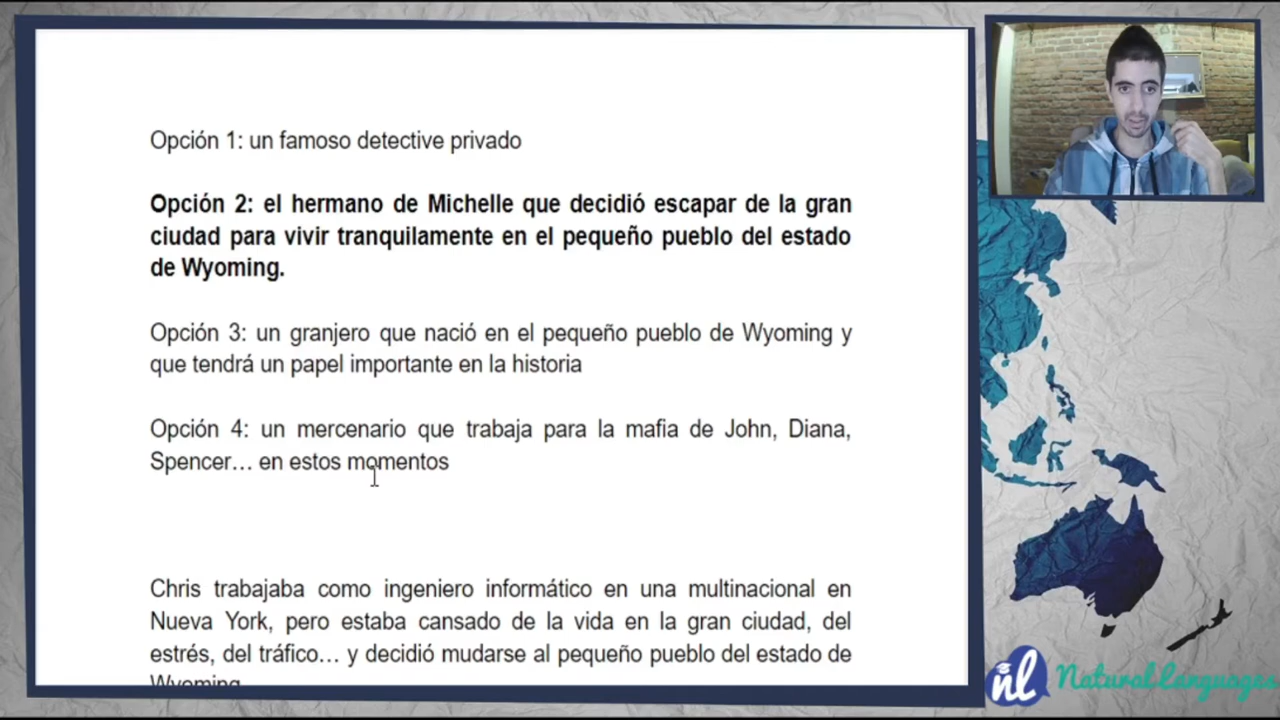 Opción 1: un famoso detective privado
Opción 2: el hermano de Michelle que decidió escapar de la gran
ciudad para vivir tranquilamente en el pequeño pueblo del estado
de Wyoming.
Opción 3: un granjero que nació en el pequeño pueblo de Wyoming y
que tendrá un papel importante en la historia
Opción 4: un mercenario que trabaja para la mafia de John, Diana,
Spencer… en estos momentos
Chris trabajaba como ingeniero informático en una multinacional en
Nueva York, pero estaba cansado de la vida en la gran ciudad, del
estrés, del tráfico… y decidió mudarse al pequeño pueblo del estado de
Wyoming
nl Natural Languages